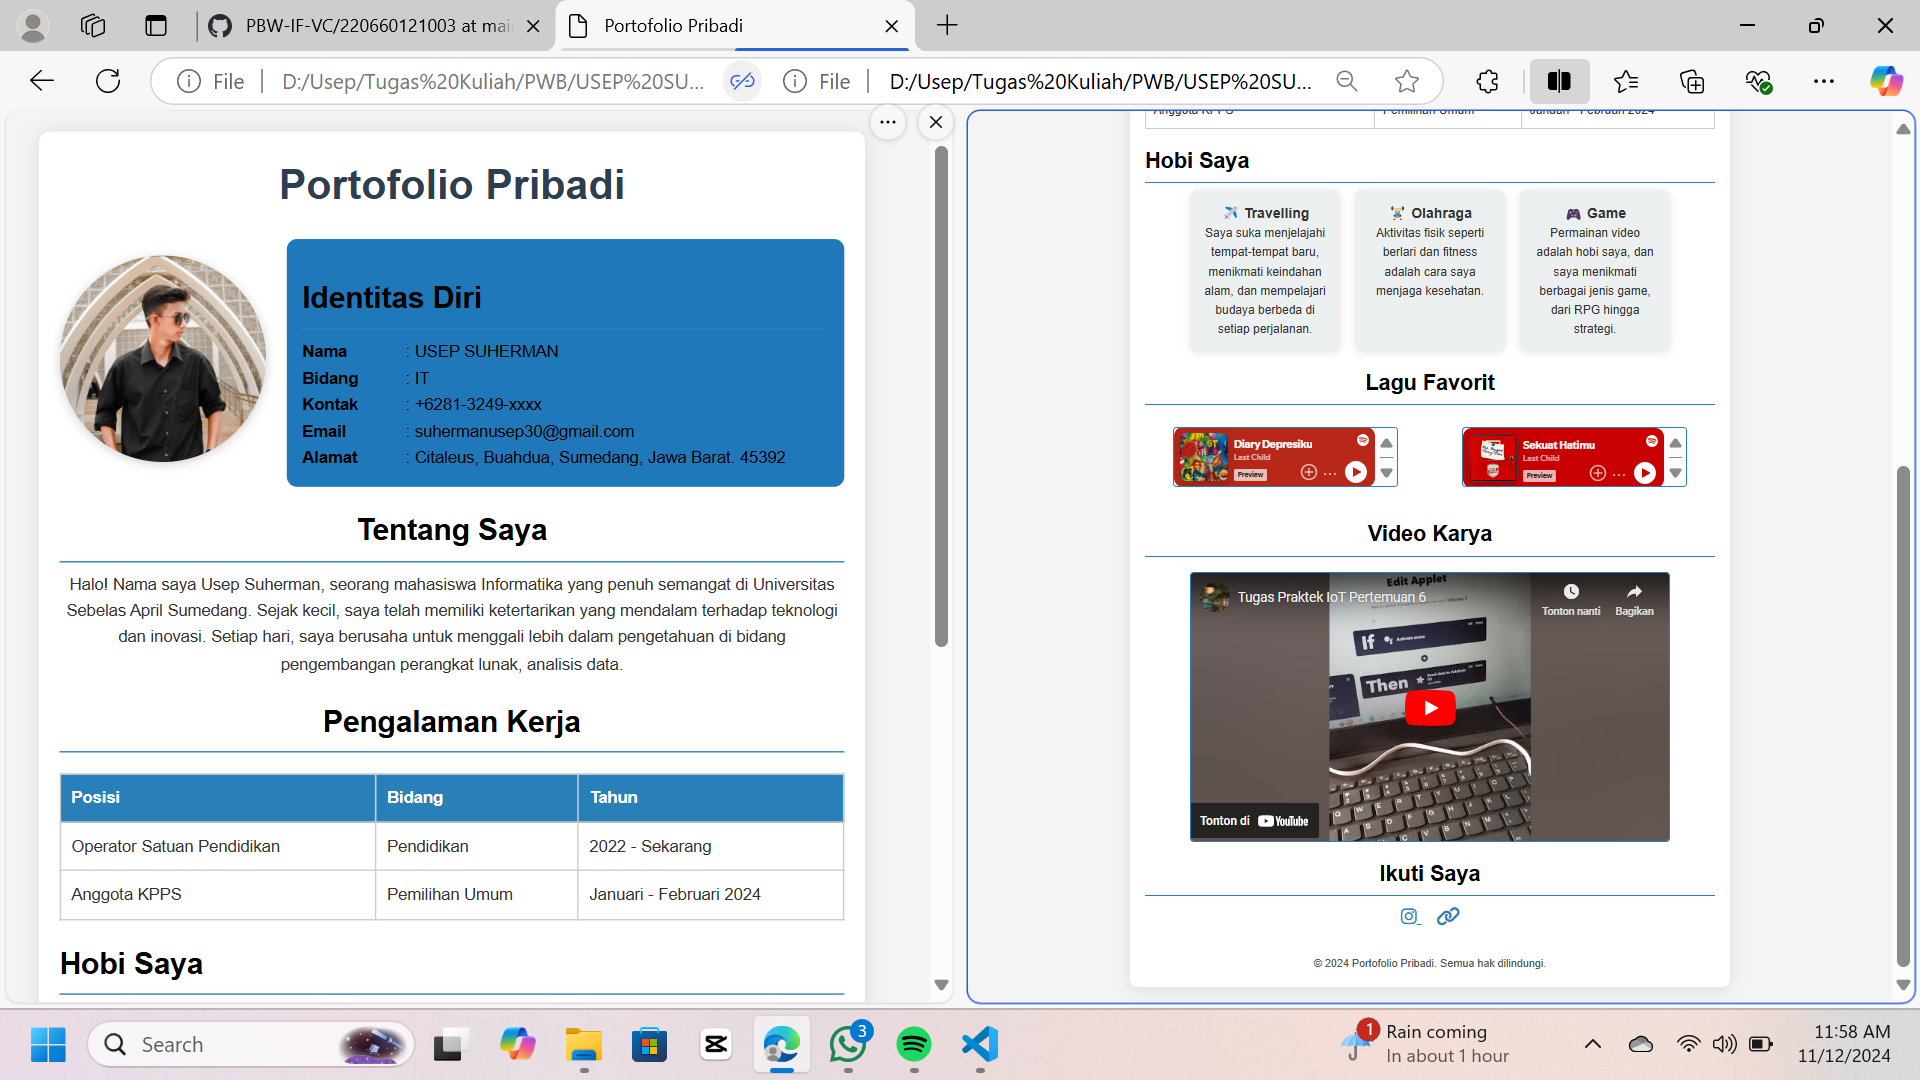 PBW-IF-VC/220660121003 at mai
Portofolio Pribadi
File
D:/Usep/Tugas%20Kuliah/PWB/USEP%20SU...
File
D:/Usep/Tugas%20Kuliah/PWB/USEP%20SU...
Portofolio Pribadi
Identitas Diri
Nama : USEP SUHERMAN
Bidang : IT
Kontak : +6281-3249-xxxx
Email : suhermanusep30@gmail.com
Alamat : Citaleus, Buahdua, Sumedang, Jawa Barat. 45392
Tentang Saya
Halo! Nama saya Usep Suherman, seorang mahasiswa Informatika yang penuh semangat di Universitas
Sebelas April Sumedang. Sejak kecil, saya telah memiliki ketertarikan yang mendalam terhadap teknologi
dan inovasi. Setiap hari, saya berusaha untuk menggali lebih dalam pengetahuan di bidang
pengembangan perangkat lunak, analisis data.
Pengalaman Kerja
Posisi Bidang Tahun
Operator Satuan Pendidikan Pendidikan 2022 - Sekarang
Anggota KPPS Pemilihan Umum Januari - Februari 2024
Hobi Saya
Anggota KPPS Pemilihan Umum Januari - Februari 2024
Hobi Saya
✈️ Travelling
Saya suka menjelajahi
tempat-tempat baru,
menikmati keindahan
alam, dan mempelajari
budaya berbeda di
setiap perjalanan.
🏋️ Olahraga
Aktivitas fisik seperti
berlari dan fitness
adalah cara saya
menjaga kesehatan.
🎮 Game
Permainan video
adalah hobi saya, dan
saya menikmati
berbagai jenis game,
dari RPG hingga
strategi.
Lagu Favorit
Diary Depresiku
Last Child
Preview
Sekuat Hatimu
Last Child
Preview
Video Karya
Tugas Praktek IoT Pertemuan 6
Tonton nanti
Bagikan
Edit Applet
If Activate scene
Then
Tonton di YouTube
Ikuti Saya
© 2024 Portofolio Pribadi. Semua hak dilindungi.
Search
3
1
Rain coming
In about 1 hour
11:58 AM
11/12/2024